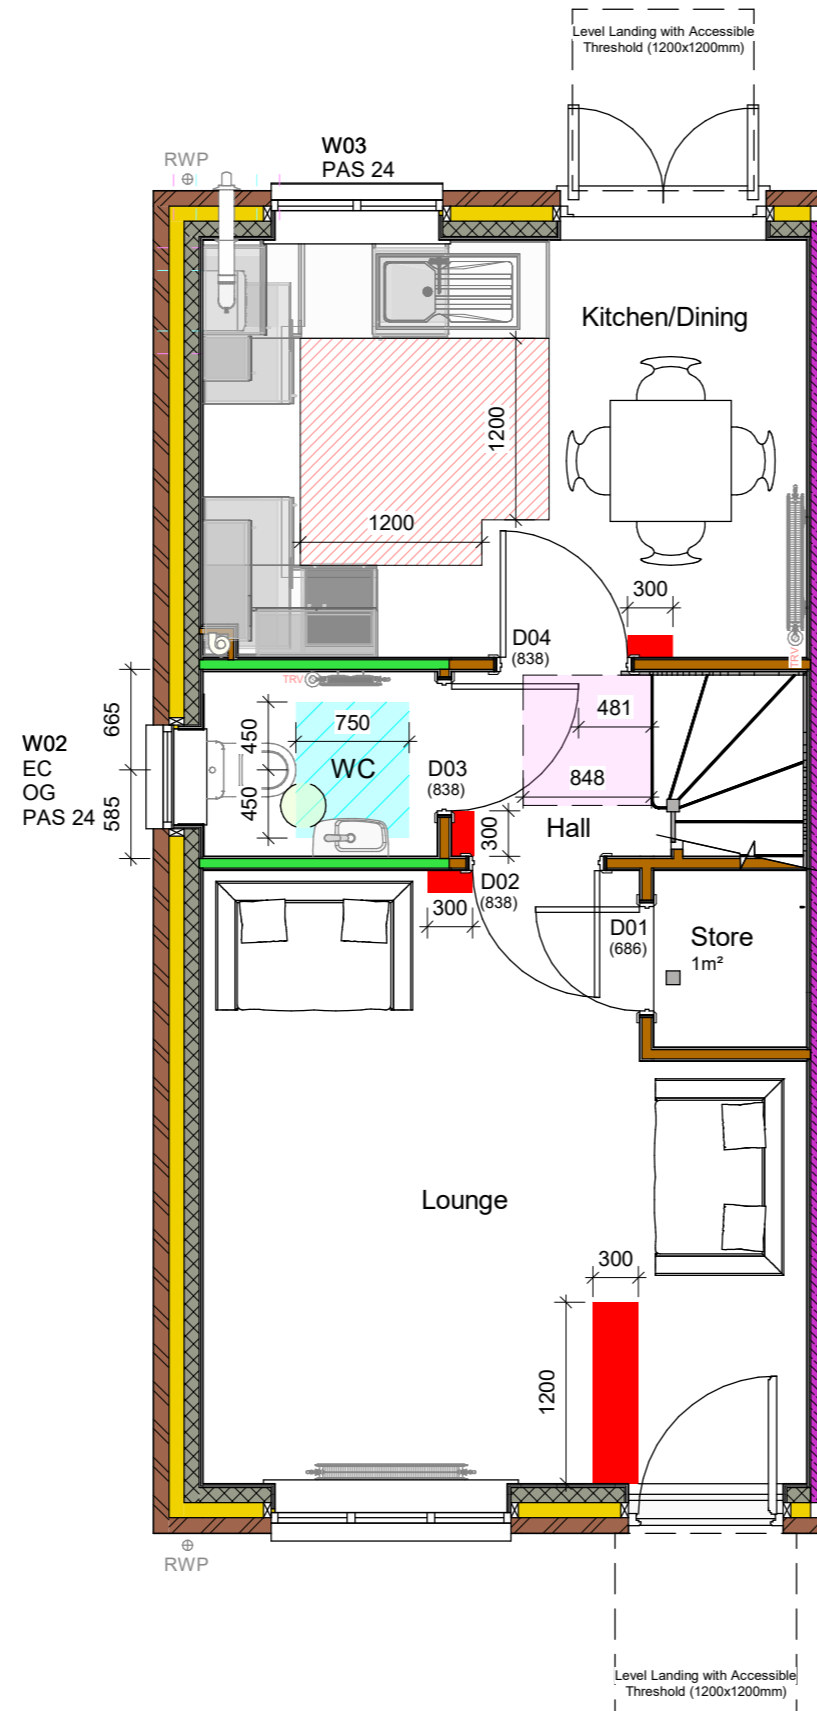 Level Landing with Accessible
Threshold (1200x1200mm)
W03
PAS 24
RWP
Kitchen/Dining
1200
1200
300
D04
(838)
TRV
TRV
665
450
750
481
W02
EC
OG
PAS 24
WC
D03
(838)
848
585
450
300
Hall
D02
(838)
300
D01
(686)
Store
1m²
Lounge
300
1200
RWP
Level Landing with Accessible
Threshold (1200x1200mm)